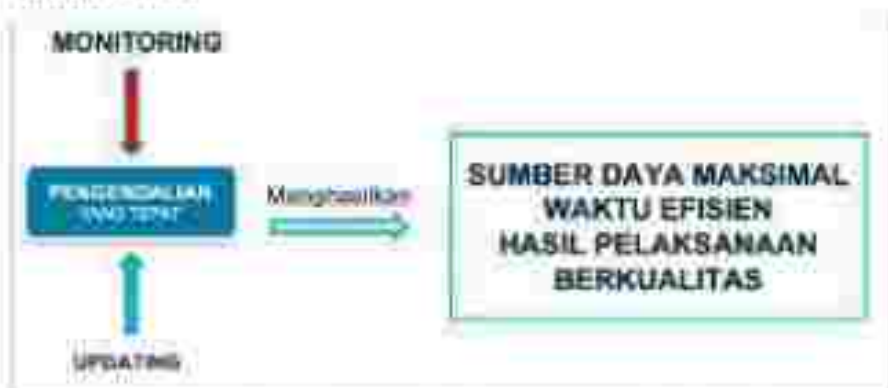 MONITORING
PENGENDALIAN
YANG TEPAT
Menghasilkan
SUMBER DAYA MAKSIMAL
WAKTU EFISIEN
HASIL PELAKSANAAN
BERKUALITAS
UPDATING